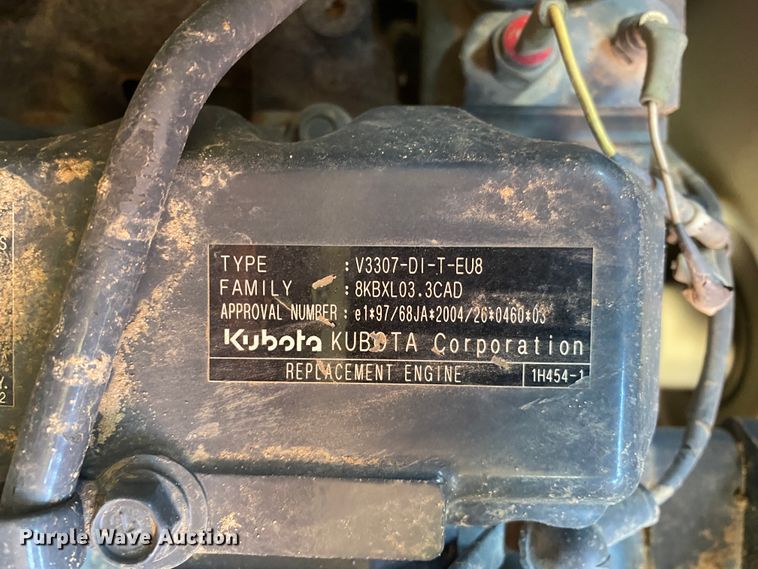 TYPE : V3307-DI-T-EU8
FAMILY : 8KBXL03.3CAD
APPROVAL NUMBER : e1*97/68JA*2004/26*0460*03
Kubota KUBOTA Corporation
REPLACEMENT ENGINE 1H454-1
S
Y.
2
Purple Wave Auction